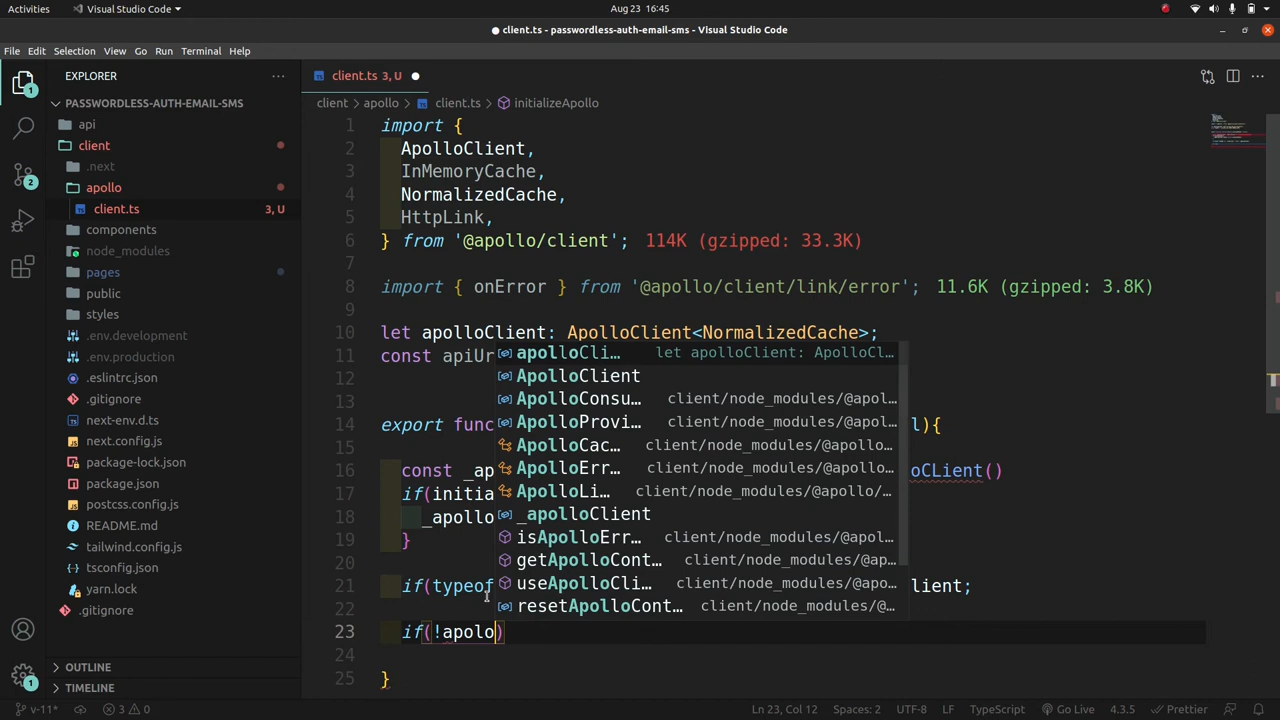 Activities
Visual Studio Code
Aug 23 16:45
client.ts - passwordless-auth-email-sms - Visual Studio Code
File Edit Selection View Go Run Terminal Help
EXPLORER
PASSWORDLESS-AUTH-EMAIL-SMS
api
client
.next
apollo
client.ts 3, U
components
node_modules
pages
public
styles
.env.development
.env.production
.eslintrc.json
.gitignore
next-env.d.ts
next.config.js
package-lock.json
package.json
postcss.config.js
README.md
tailwind.config.js
tsconfig.json
yarn.lock
.gitignore
OUTLINE
TIMELINE
1
2
1
client.ts 3, U
client > apollo > client.ts > initializeApollo
1 import {
2 ApolloClient,
3 InMemoryCache,
4 NormalizedCache,
5 HttpLink,
6 } from '@apollo/client'; 114K (gzipped: 33.3K)
7
8 import { onError } from '@apollo/client/link/error'; 11.6K (gzipped: 3.8K)
9
10 let apolloClient: ApolloClient<NormalizedCache>;
11 const apiUr
12
13
14 export func l){
15
16 const _ap oCLient()
17 if(initia
18 _apollo
19 }
20
21 if(typeof lient;
22
23 if(!apolo)
24
25 }
apolloCli… let apolloClient: ApolloCl…
ApolloClient
ApolloConsu… client/node_modules/@apol…
ApolloProvi… client/node_modules/@apol…
ApolloCac… client/node_modules/@apollo…
ApolloErr… client/node_modules/@apollo…
ApolloLi… client/node_modules/@apollo/…
_apolloClient
isApolloErr… client/node_modules/@apo…
getApolloCont… client/node_modules/@ap…
useApolloCli… client/node_modules/@apo…
resetApolloCont… client/node_modules/@…
v-11* 3 0
Ln 23, Col 12 Spaces: 2 UTF-8 LF TypeScript Go Live 4.3.5 Prettier